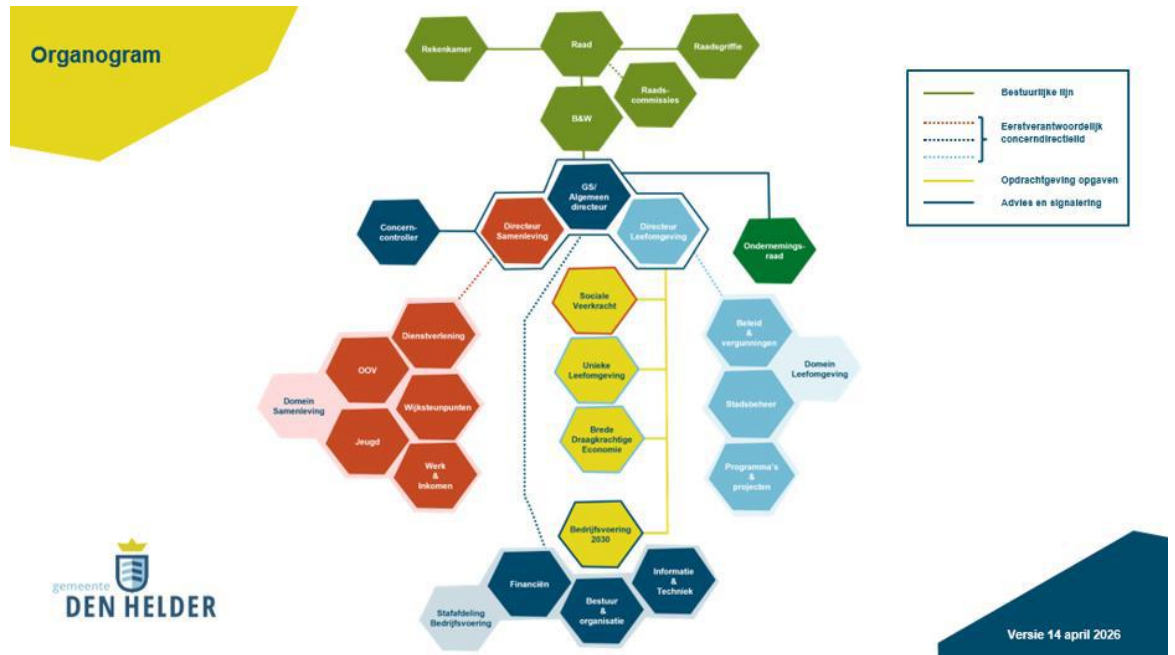 Organogram
Rekenkamer
Raad
Raadsgriffie
Raads-
commissies
B&W
Bestuurlijke lijn
Eerstverantwoordelijk
concerndirectielid
Opdrachtgeving opgaven
Advies en signalering
GS/
Algemeen
directeur
Concern-
controller
Directeur
Samenleving
Directeur
Leefomgeving
Ondernemings-
raad
Sociale
Veerkracht
Dienstverlening
Beleid
&
vergunningen
OOV
Unieke
Leefomgeving
Domein
Leefomgeving
Domein
Samenleving
Wijksteunpunten
Stadsbeheer
Jeugd
Brede
Draagkrachtige
Economie
Werk
&
Inkomen
Programma's
&
projecten
Bedrijfsvoering
2030
Financiën
Informatie
&
Techniek
Stafafdeling
Bedrijfsvoering
Bestuur
&
organisatie
gemeente
DEN HELDER
Versie 14 april 2026